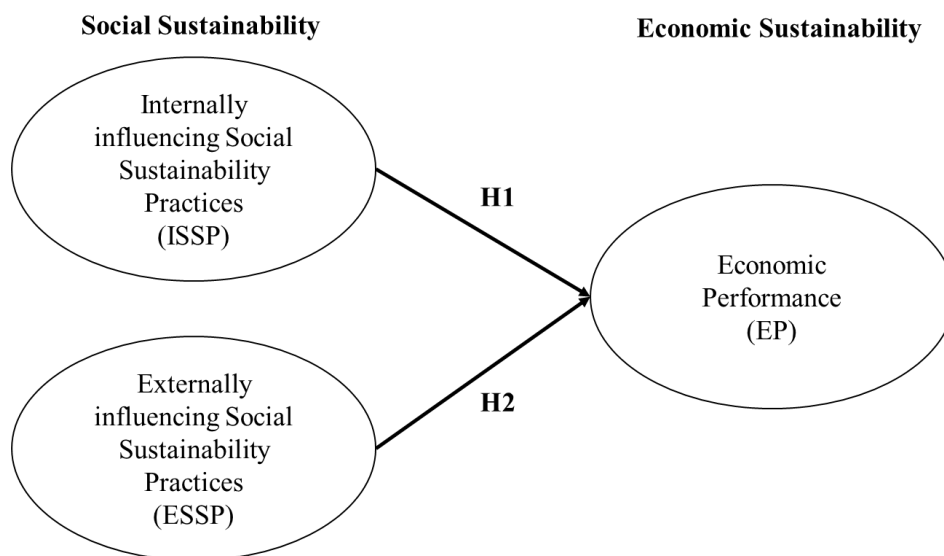 Social Sustainability
Economic Sustainability
Internally
influencing Social
Sustainability
Practices
(ISSP)
H1
Economic
Performance
(EP)
Externally
influencing Social
Sustainability
Practices
(ESSP)
H2